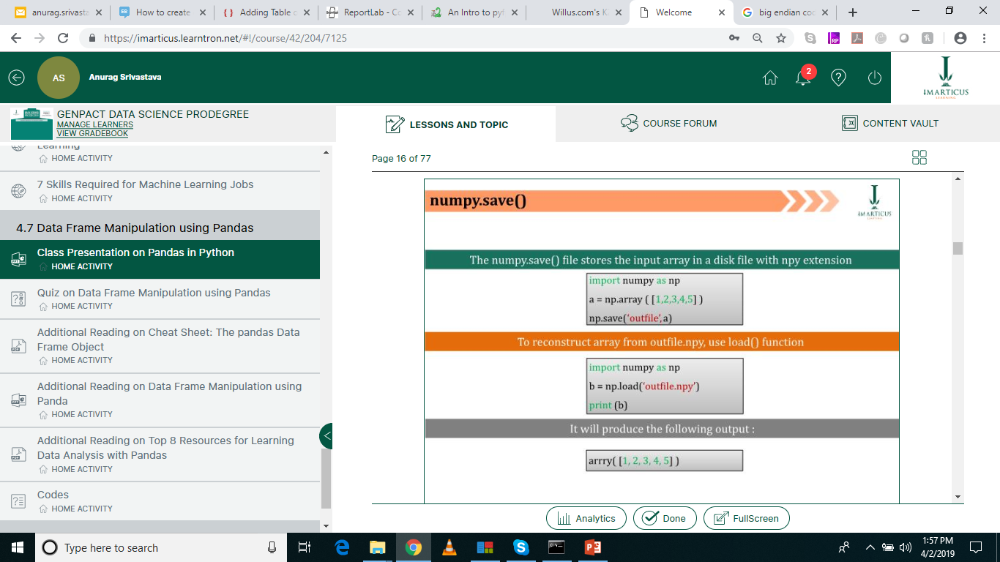 anurag.srivasta
How to create
Adding Table o
ReportLab - Co
An Intro to pyf
Willus.com's K
Welcome
big endian coc
https://imarticus.learntron.net/#!/course/42/204/7125
AS
Anurag Srivastava
2
IMARTICUS
LEARNING
GENPACT DATA SCIENCE PRODEGREE
MANAGE LEARNERS
VIEW GRADEBOOK
LESSONS AND TOPIC
COURSE FORUM
CONTENT VAULT
Learning
HOME ACTIVITY
7 Skills Required for Machine Learning Jobs
HOME ACTIVITY
4.7 Data Frame Manipulation using Pandas
Class Presentation on Pandas in Python
HOME ACTIVITY
Quiz on Data Frame Manipulation using Pandas
HOME ACTIVITY
Additional Reading on Cheat Sheet: The pandas Data
Frame Object
HOME ACTIVITY
Additional Reading on Data Frame Manipulation using
Panda
HOME ACTIVITY
Additional Reading on Top 8 Resources for Learning
Data Analysis with Pandas
HOME ACTIVITY
Codes
HOME ACTIVITY
Page 16 of 77
numpy.save()
IMARTICUS
LEARNING
The numpy.save() file stores the input array in a disk file with npy extension
import numpy as np
a = np.array ( [1,2,3,4,5] )
np.save(‘outfile’,a)
To reconstruct array from outfile.npy, use load() function
import numpy as np
b = np.load(‘outfile.npy’)
print (b)
It will produce the following output :
arrry( [1, 2, 3, 4, 5] )
Analytics
Done
FullScreen
Type here to search
1:57 PM
4/2/2019